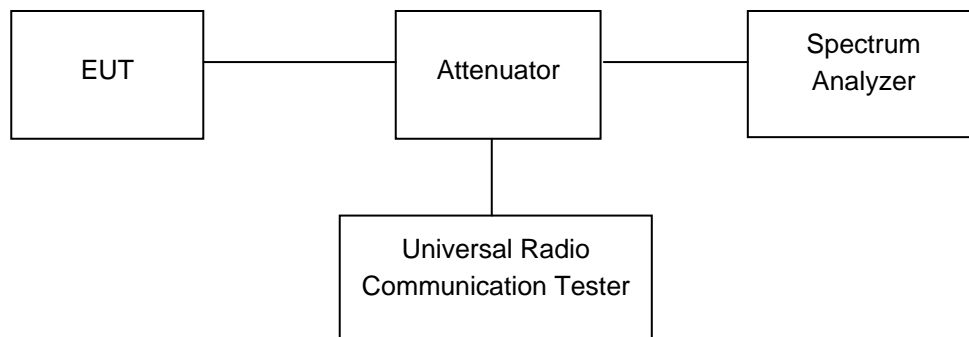 EUT
Attenuator
Spectrum
Analyzer
Universal Radio
Communication Tester